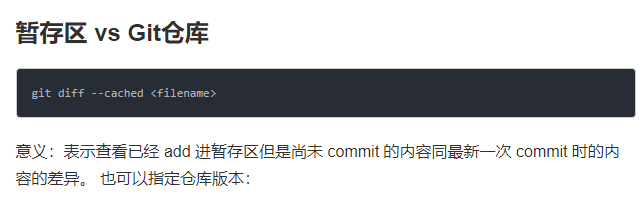 暂存区 vs Git仓库
git diff --cached <filename>
意义：表示查看已经 add 进暂存区但是尚未 commit 的内容同最新一次 commit 时的内
容的差异。 也可以指定仓库版本：